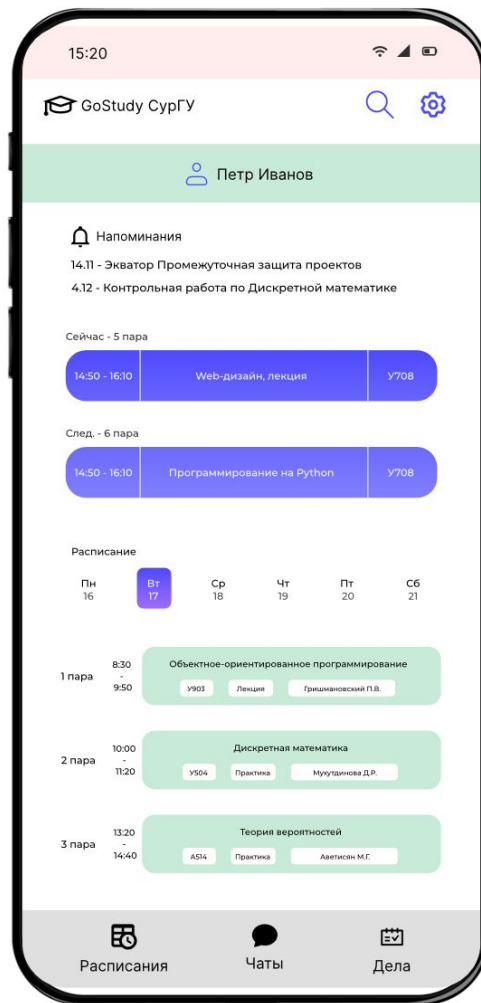 15:20
GoStudy СурГУ
Петр Иванов
Напоминания
14.11 - Экватор Промежуточная защита проектов
4.12 - Контрольная работа по Дискретной математике
Сейчас - 5 пара
14:50 - 16:10 Web-дизайн, лекция У708
След. - 6 пара
14:50 - 16:10 Программирование на Python У708
Расписание
Пн Вт Ср Чт Пт Сб
16 17 18 19 20 21
1 пара
8:30
-
9:50
Объектное-ориентированное программирование
У903 Лекция Гришмановский П.В.
2 пара
10:00
-
11:20
Дискретная математика
У504 Практика Мухутдинова Д.Р.
3 пара
13:20
-
14:40
Теория вероятностей
А514 Практика Аветисян М.Г.
Расписания Чаты Дела